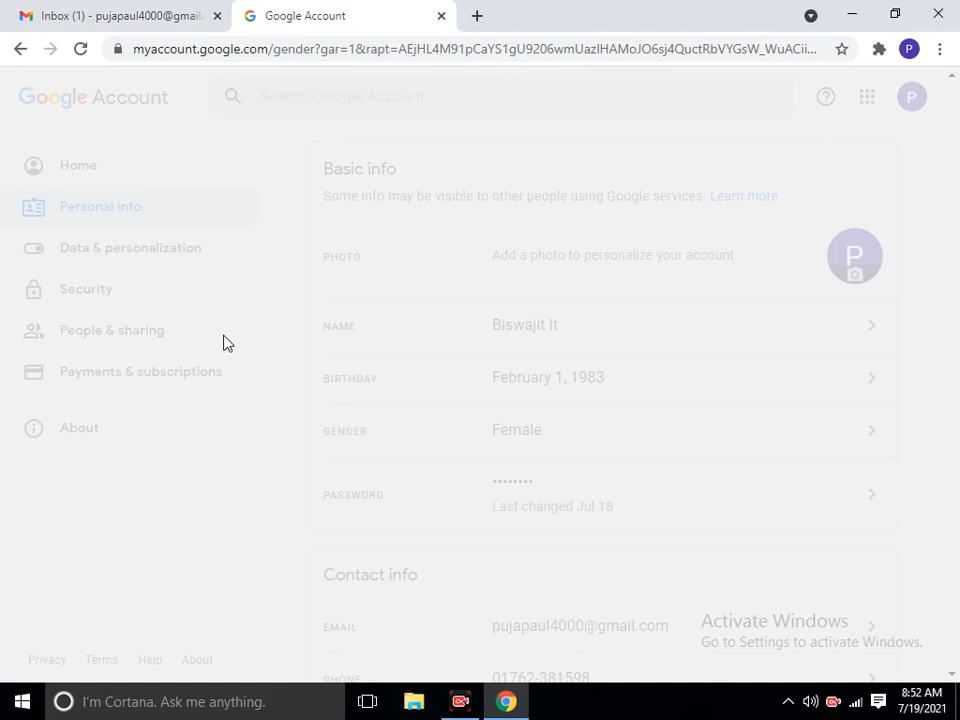 Inbox (1) - pujapaul4000@gmail.
Google Account
myaccount.google.com/gender?gar=1&rapt=AEjHL4M91pCaYS1gU9206wmUazlHAMoJO6sj4QuctRbVYGsW_WuACii...
P
Google Account
Search Google Account
P
Home
Personal info
Data & personalization
Security
People & sharing
Payments & subscriptions
About
Basic info
Some info may be visible to other people using Google services. Learn more
PHOTO Add a photo to personalize your account P
NAME Biswajit It
BIRTHDAY February 1, 1983
GENDER Female
PASSWORD ••••••••
Last changed Jul 18
Contact info
EMAIL pujapaul4000@gmail.com
PHONE 01762-381598
Activate Windows
Go to Settings to activate Windows.
Privacy Terms Help About
I'm Cortana. Ask me anything.
8:52 AM
7/19/2021